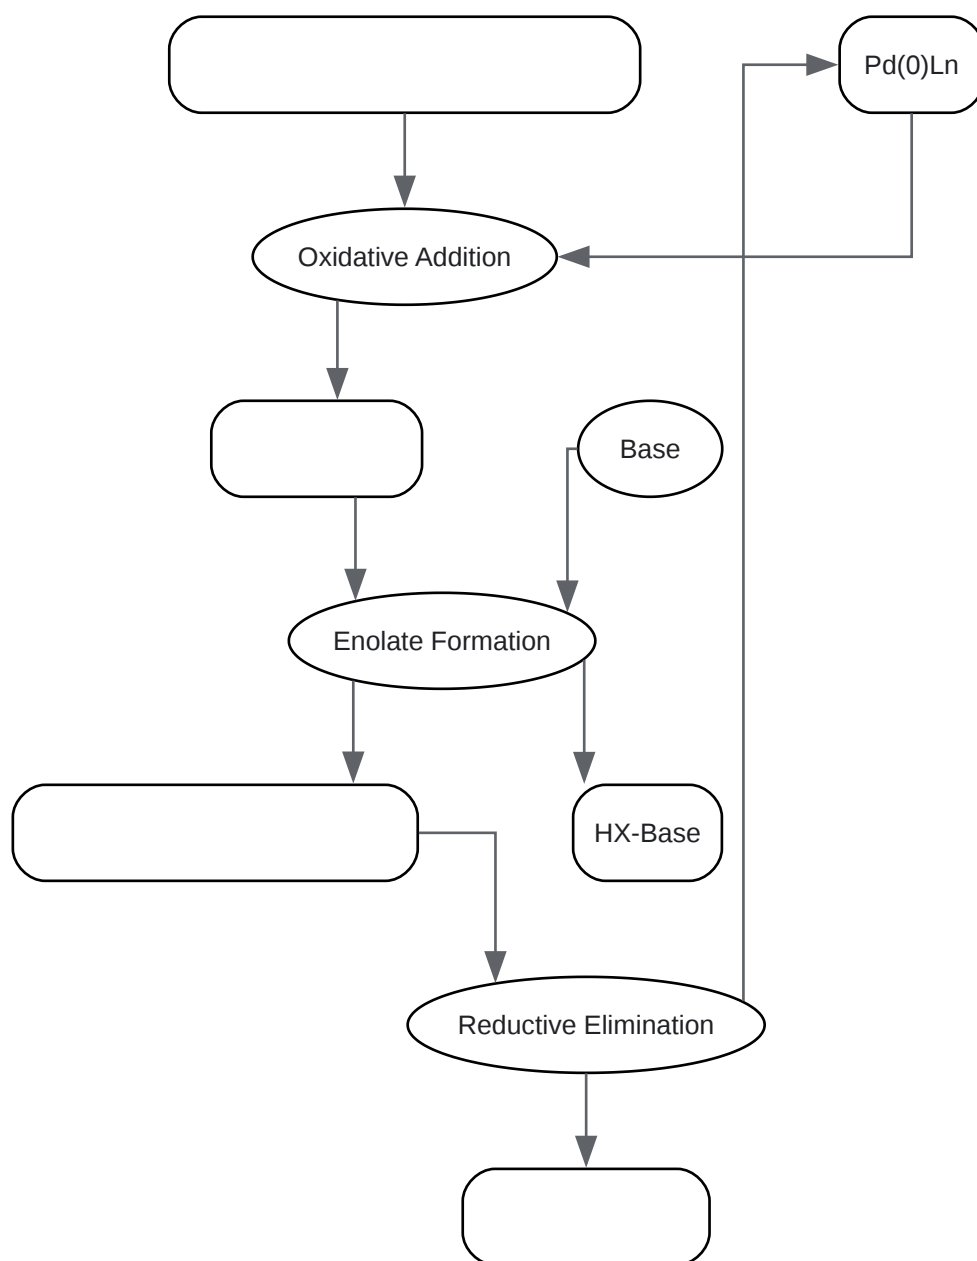 Pd(0)Ln
Oxidative Addition
Base
Enolate Formation
HX-Base
Reductive Elimination